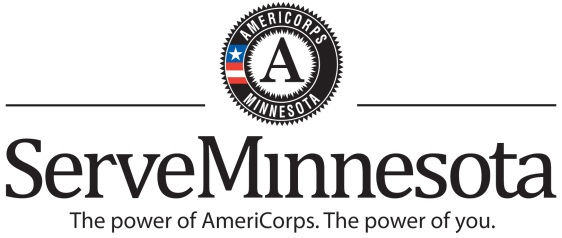 AMERICORPS
A
MINNESOTA
ServeMinnesota
The power of AmeriCorps. The power of you.